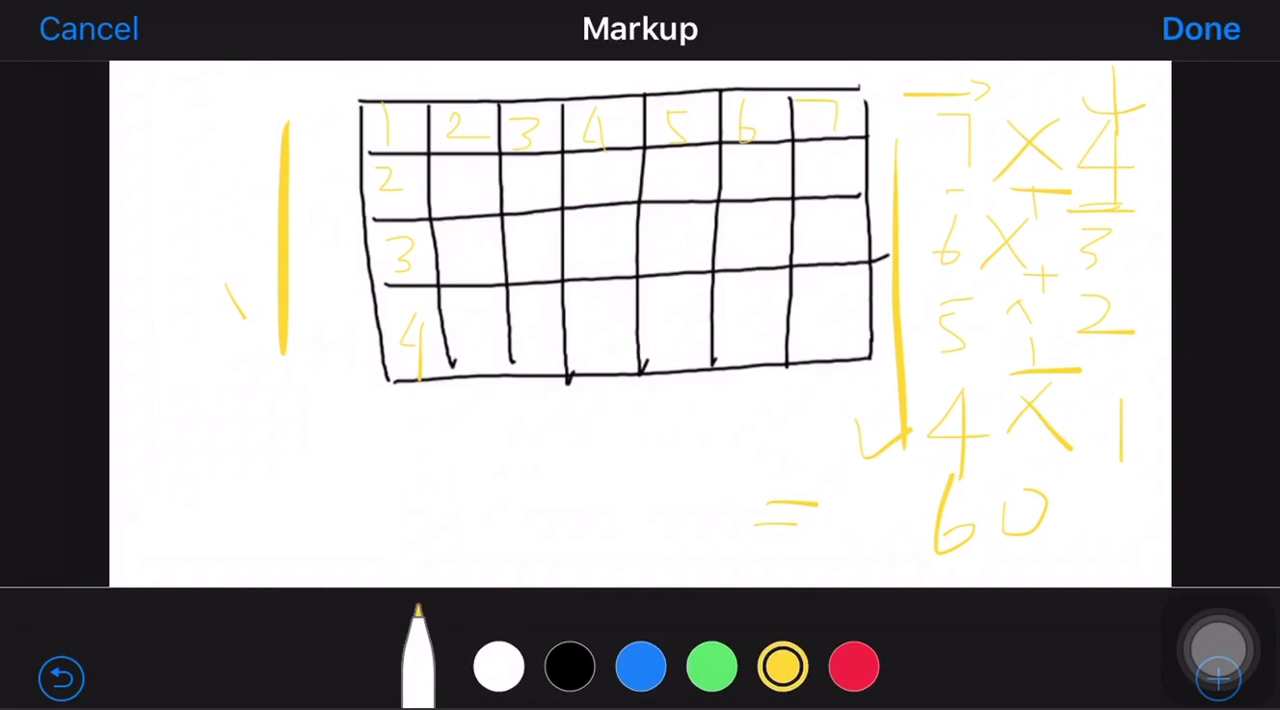 Cancel Markup Done
1 2 3 4 5 6 7
2
3
4
7 X 4
+
6 X 3
+
5 x 2
4 X 1
= 60